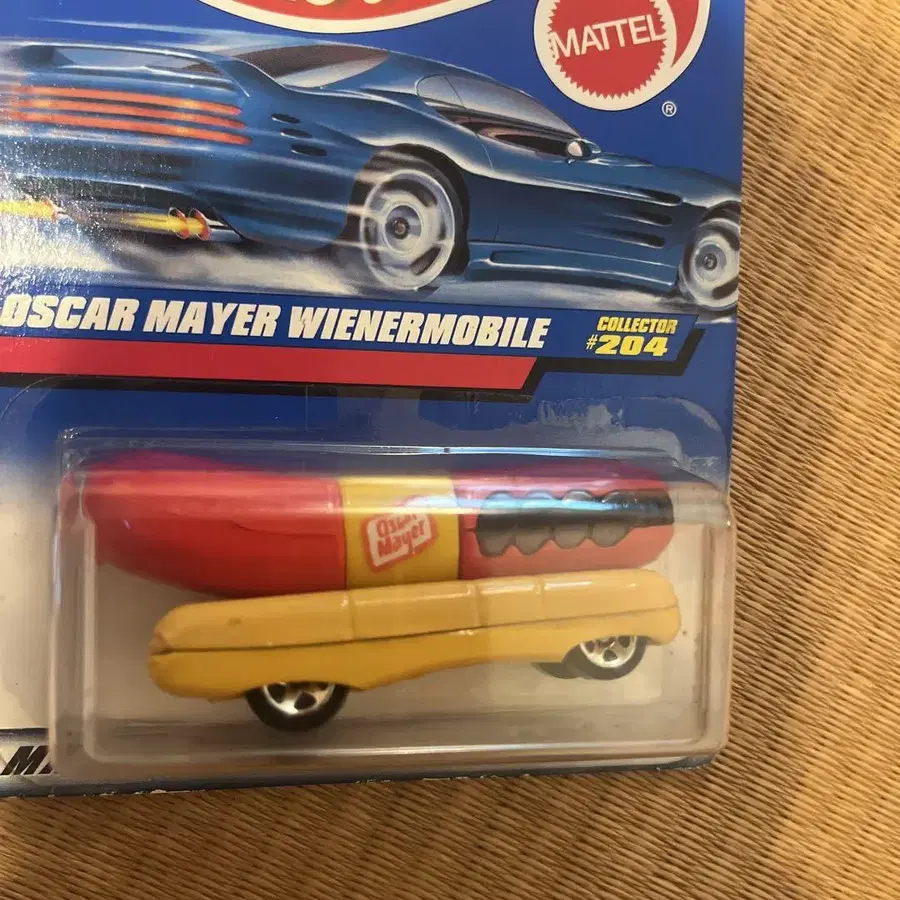 MATTEL
®
OSCAR MAYER WIENERMOBILE
COLLECTOR
#204
Oscar
Mayer